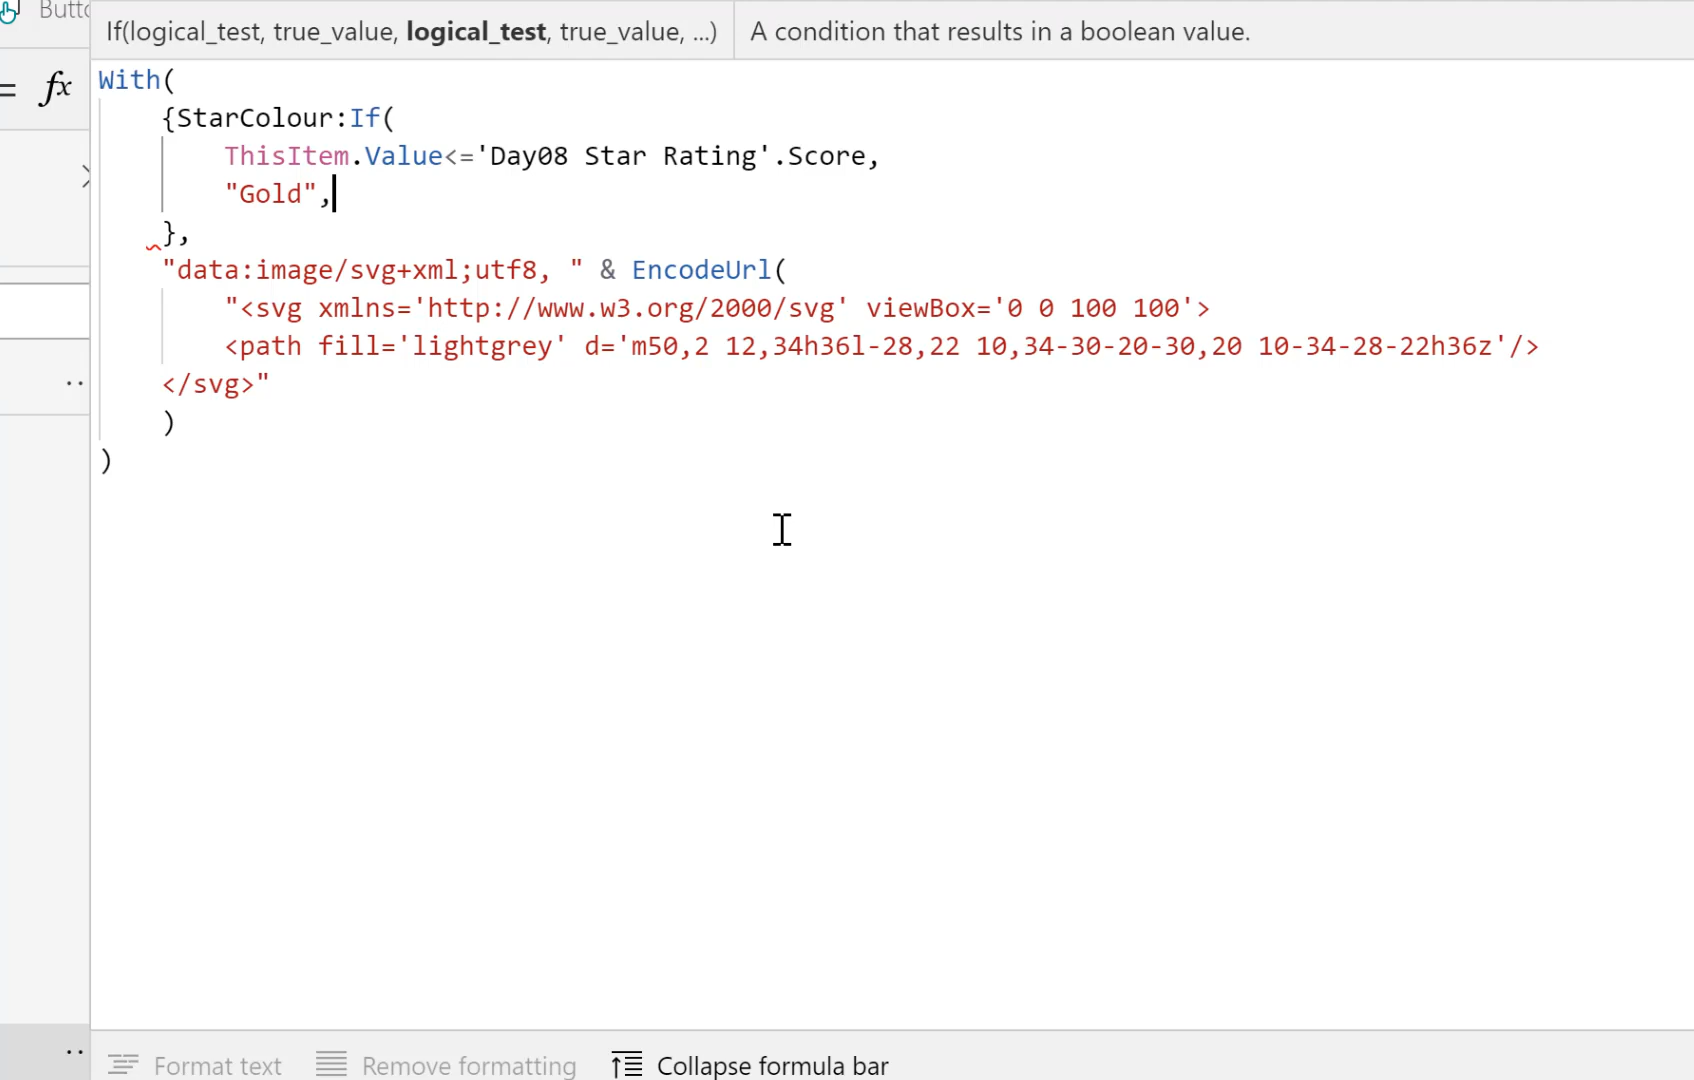 Butto
If(logical_test, true_value, logical_test, true_value, ...) A condition that results in a boolean value.
= fx
With(
{StarColour:If(
ThisItem.Value<='Day08 Star Rating'.Score,
"Gold",
},
"data:image/svg+xml;utf8, " & EncodeUrl(
"<svg xmlns='http://www.w3.org/2000/svg' viewBox='0 0 100 100'>
<path fill='lightgrey' d='m50,2 12,34h36l-28,22 10,34-30-20-30,20 10-34-28-22h36z'/>
</svg>"
)
)
Format text Remove formatting Collapse formula bar